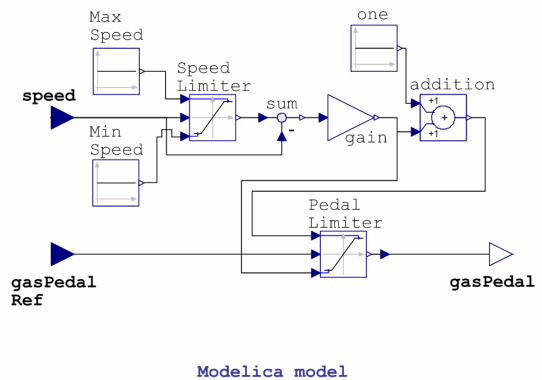 Max
Speed
one
Speed
Limiter
addition
speed
sum
+1
+
+1
Min
Speed
-
gain
Pedal
Limiter
gasPedal
Ref
gasPedal
Modelica model